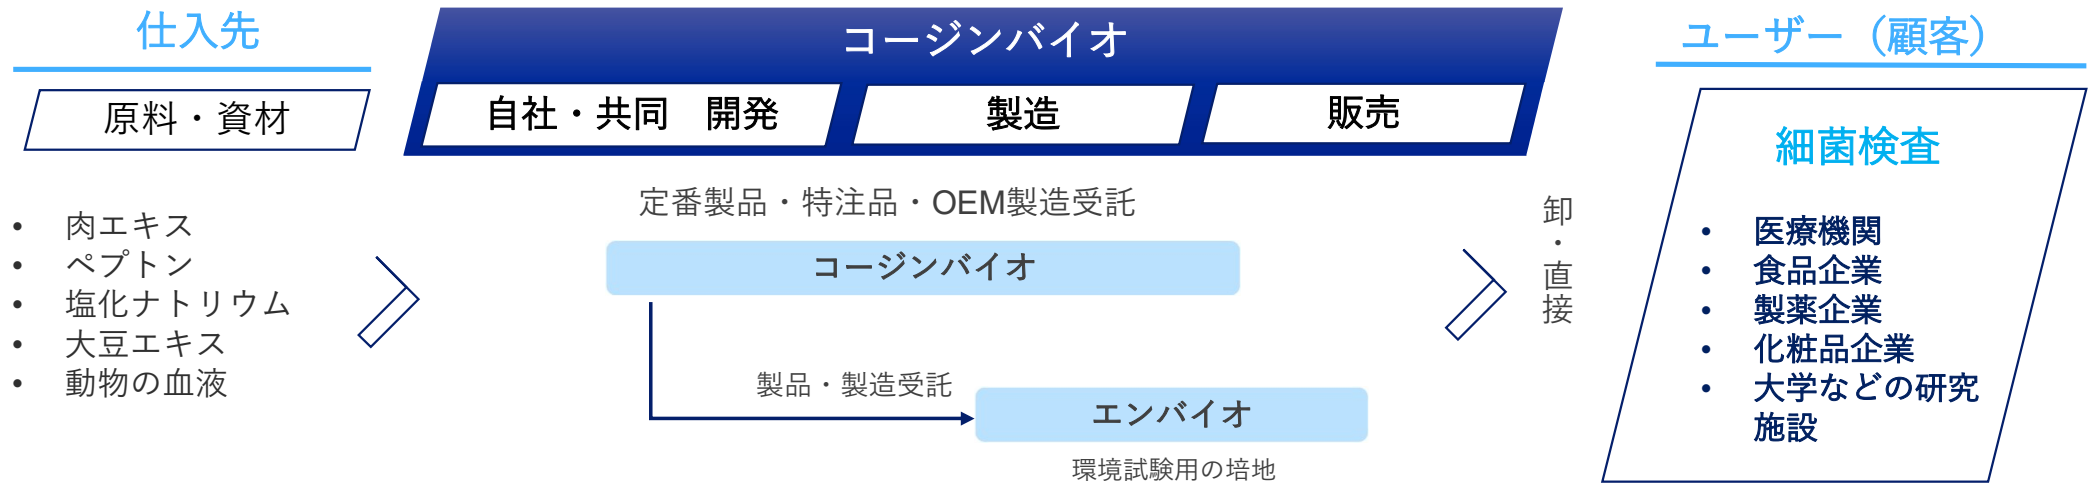 仕入先
原料・資材
• 肉エキス
• ペプトン
• 塩化ナトリウム
• 大豆エキス
• 動物の血液
コージンバイオ
自社・共同　開発
製造
販売
定番製品・特注品・OEM製造受託
コージンバイオ
製品・製造受託
エンバイオ
環境試験用の培地
卸・直接
ユーザー（顧客）
細菌検査
• 医療機関
• 食品企業
• 製薬企業
• 化粧品企業
• 大学などの研究
施設